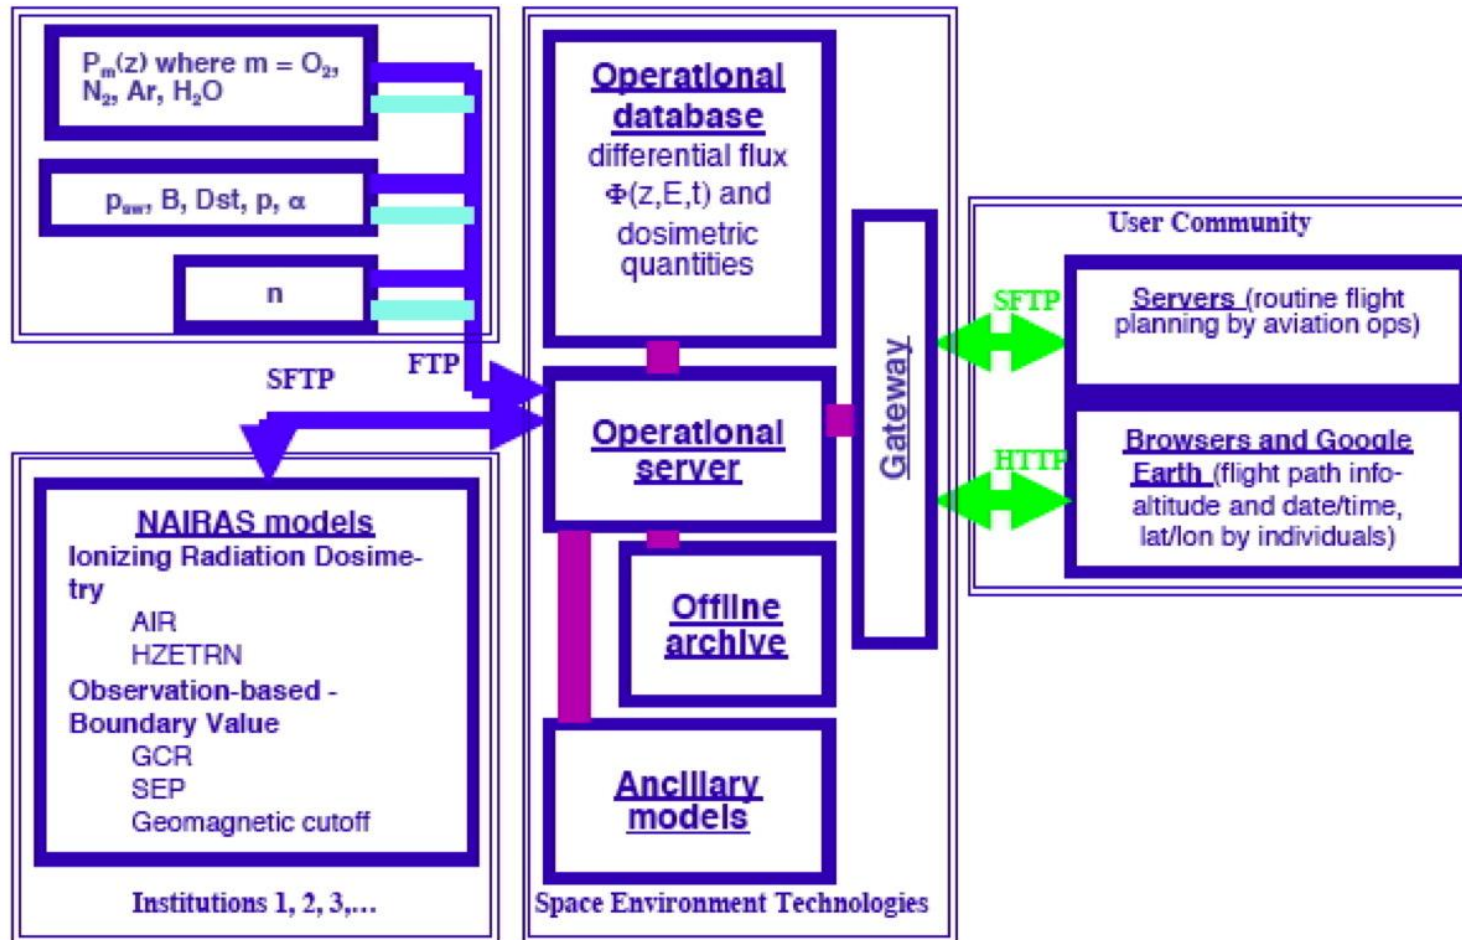 Pₘ(z) where m = O₂,
N₂, Ar, H₂O
B, Dst, p, α
n
FTP
SFTP
NAIRAS models
Ionizing Radiation Dosime-
try
AIR
HZETRN
Observation-based -
Boundary Value
GCR
SEP
Geomagnetic cutoff
Institutions 1, 2, 3,...
Operational
database
differential flux
Φ(z,E,t) and
dosimetric
quantities
Operational
server
Offline
archive
Ancillary
models
Space Environment Technologies
Gateway
User Community
SFTP
Servers (routine flight
planning by aviation ops)
HTTP
Browsers and Google
Earth (flight path info-
altitude and date/time,
lat/lon by individuals)